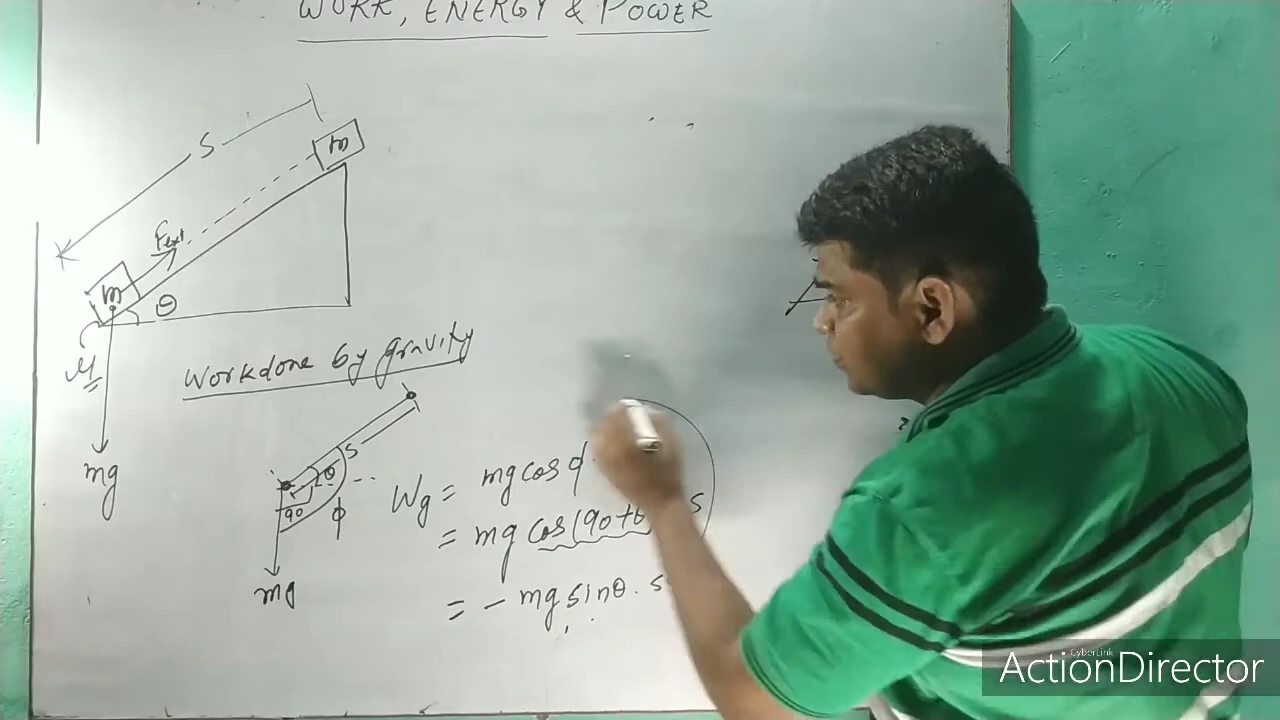 WORK, ENERGY & POWER
S
m
Fext
m
θ
M
mg
Workdone by gravity
S
θ
90
ϕ
mg
Wg = mg cos ϕ
= mg cos(90+θ S
= - mg sinθ. S
CyberLink
ActionDirector